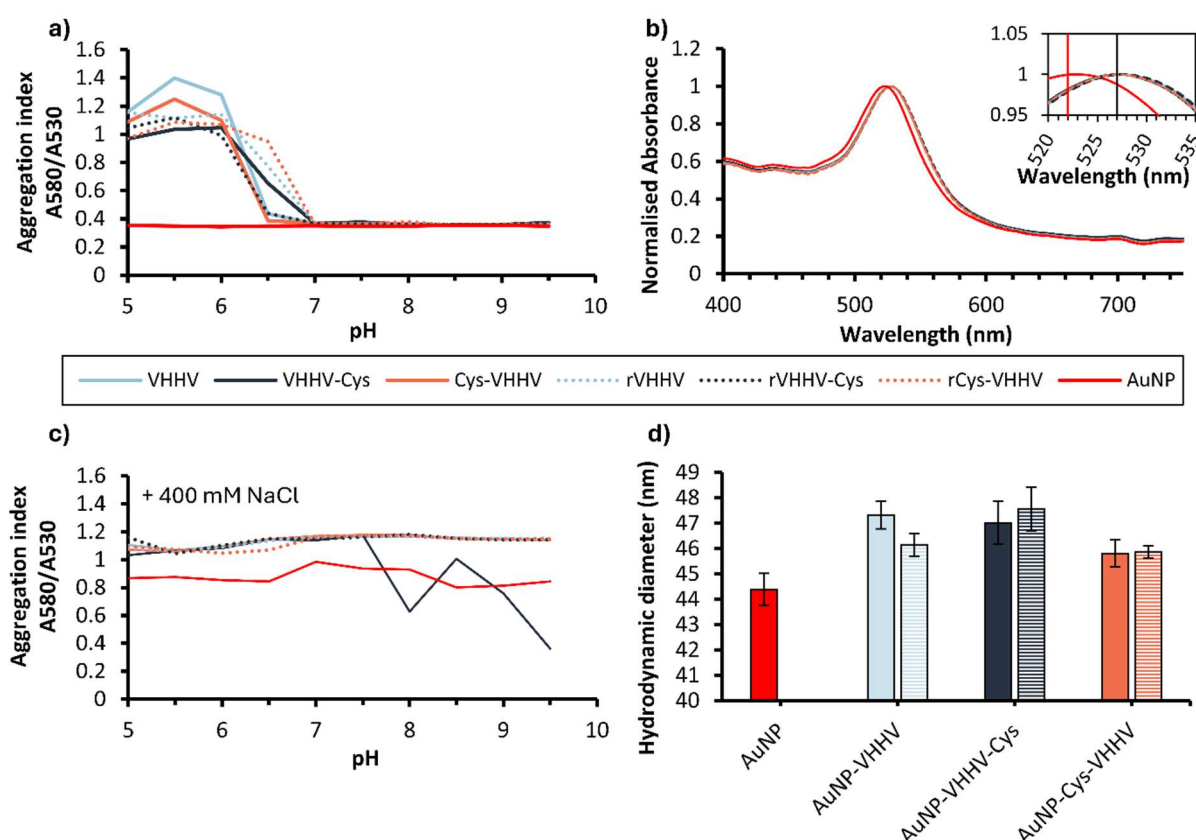 a)
Aggregation index
A580/A530
1.6
1.4
1.2
1
0.8
0.6
0.4
0.2
0
5 6 7 8 9 10
pH
b)
Normalised Absorbance
1.2
1
0.8
0.6
0.4
0.2
0
400 500 600 700
Wavelength (nm)
1.05
1
0.95
520 525 530 535
Wavelength (nm)
VHHV VHHV-Cys Cys-VHHV rVHHV rVHHV-Cys rCys-VHHV AuNP
c)
+ 400 mM NaCl
Aggregation index
A580/A530
1.6
1.4
1.2
1
0.8
0.6
0.4
0.2
0
5 6 7 8 9 10
pH
d)
Hydrodynamic diameter (nm)
49
48
47
46
45
44
43
42
41
40
AuNP
AuNP-VHHV
AuNP-VHHV-Cys
AuNP-Cys-VHHV